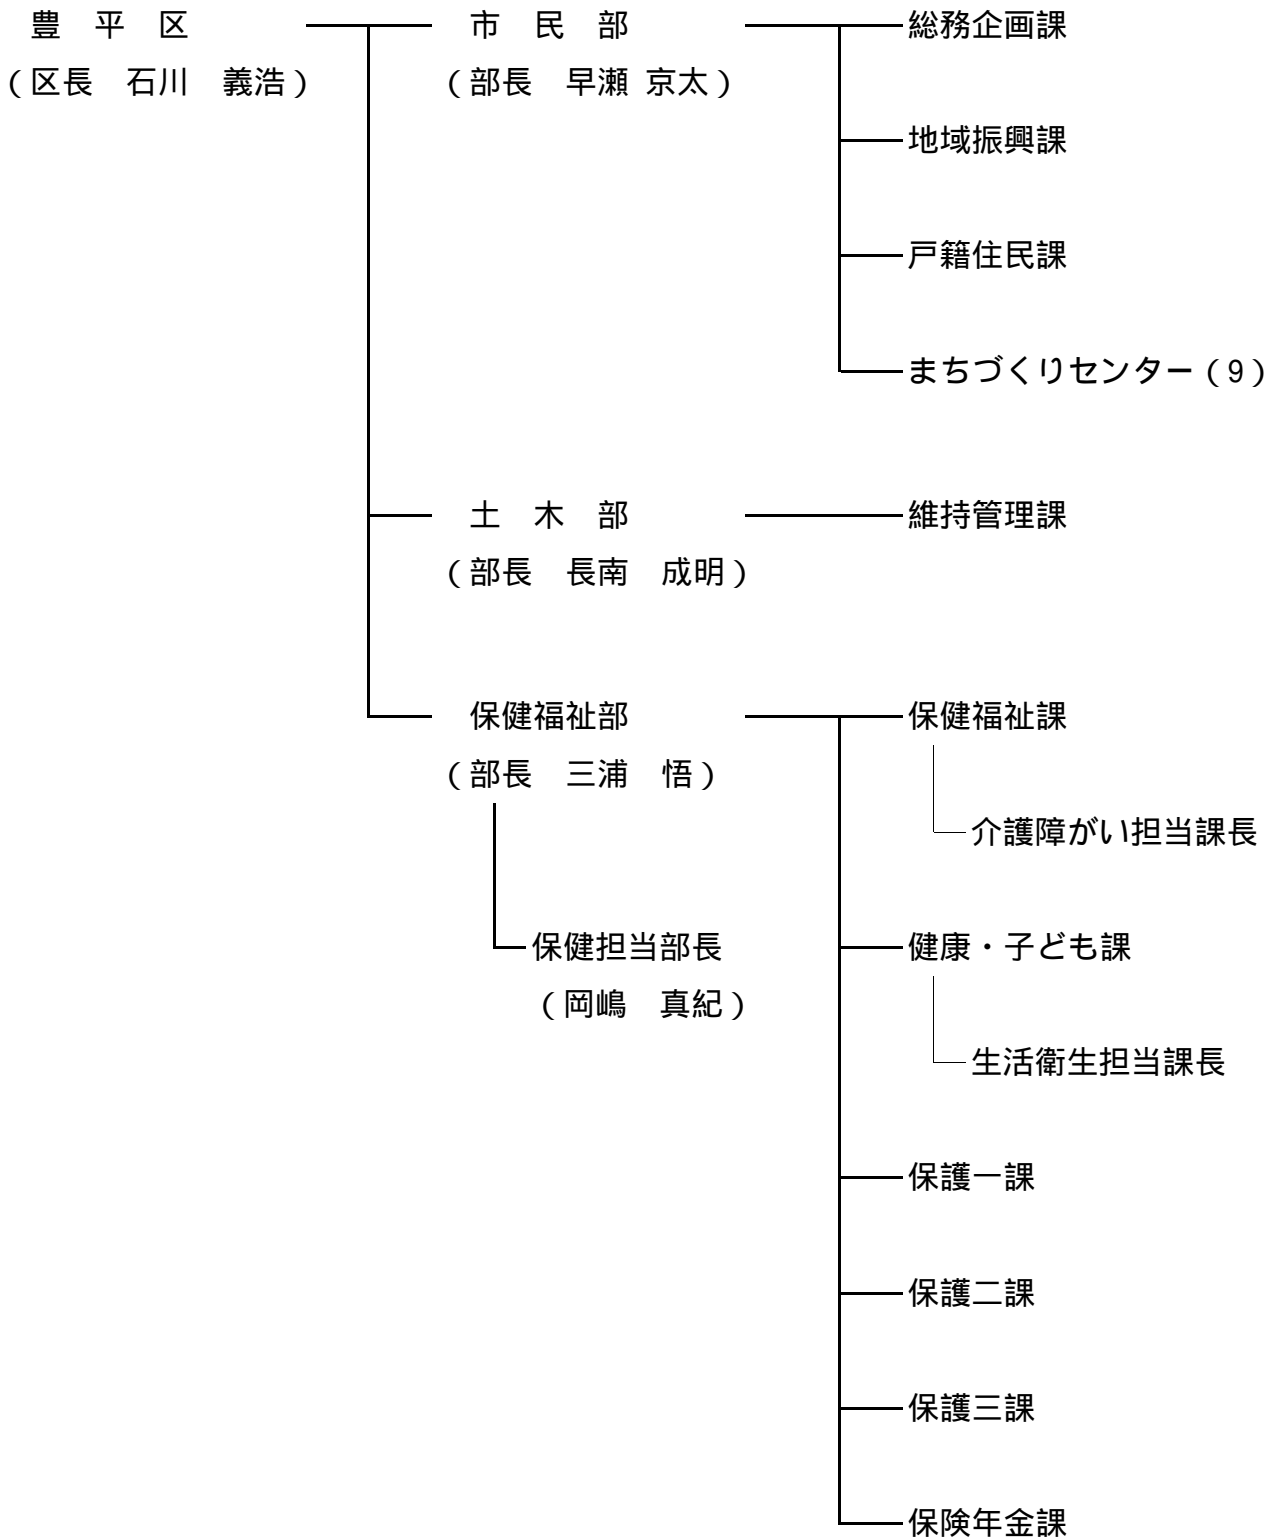 豊　平　区　市　民　部　総務企画課
（区長　石川　義浩）　（部長　早瀬 京太）
地域振興課
戸籍住民課
まちづくりセンター（9）
土　木　部　維持管理課
（部長　長南　成明）
保健福祉部　保健福祉課
（部長　三浦　悟）
介護障がい担当課長
保健担当部長　健康・子ども課
（岡嶋　真紀）
生活衛生担当課長
保護一課
保護二課
保護三課
保険年金課